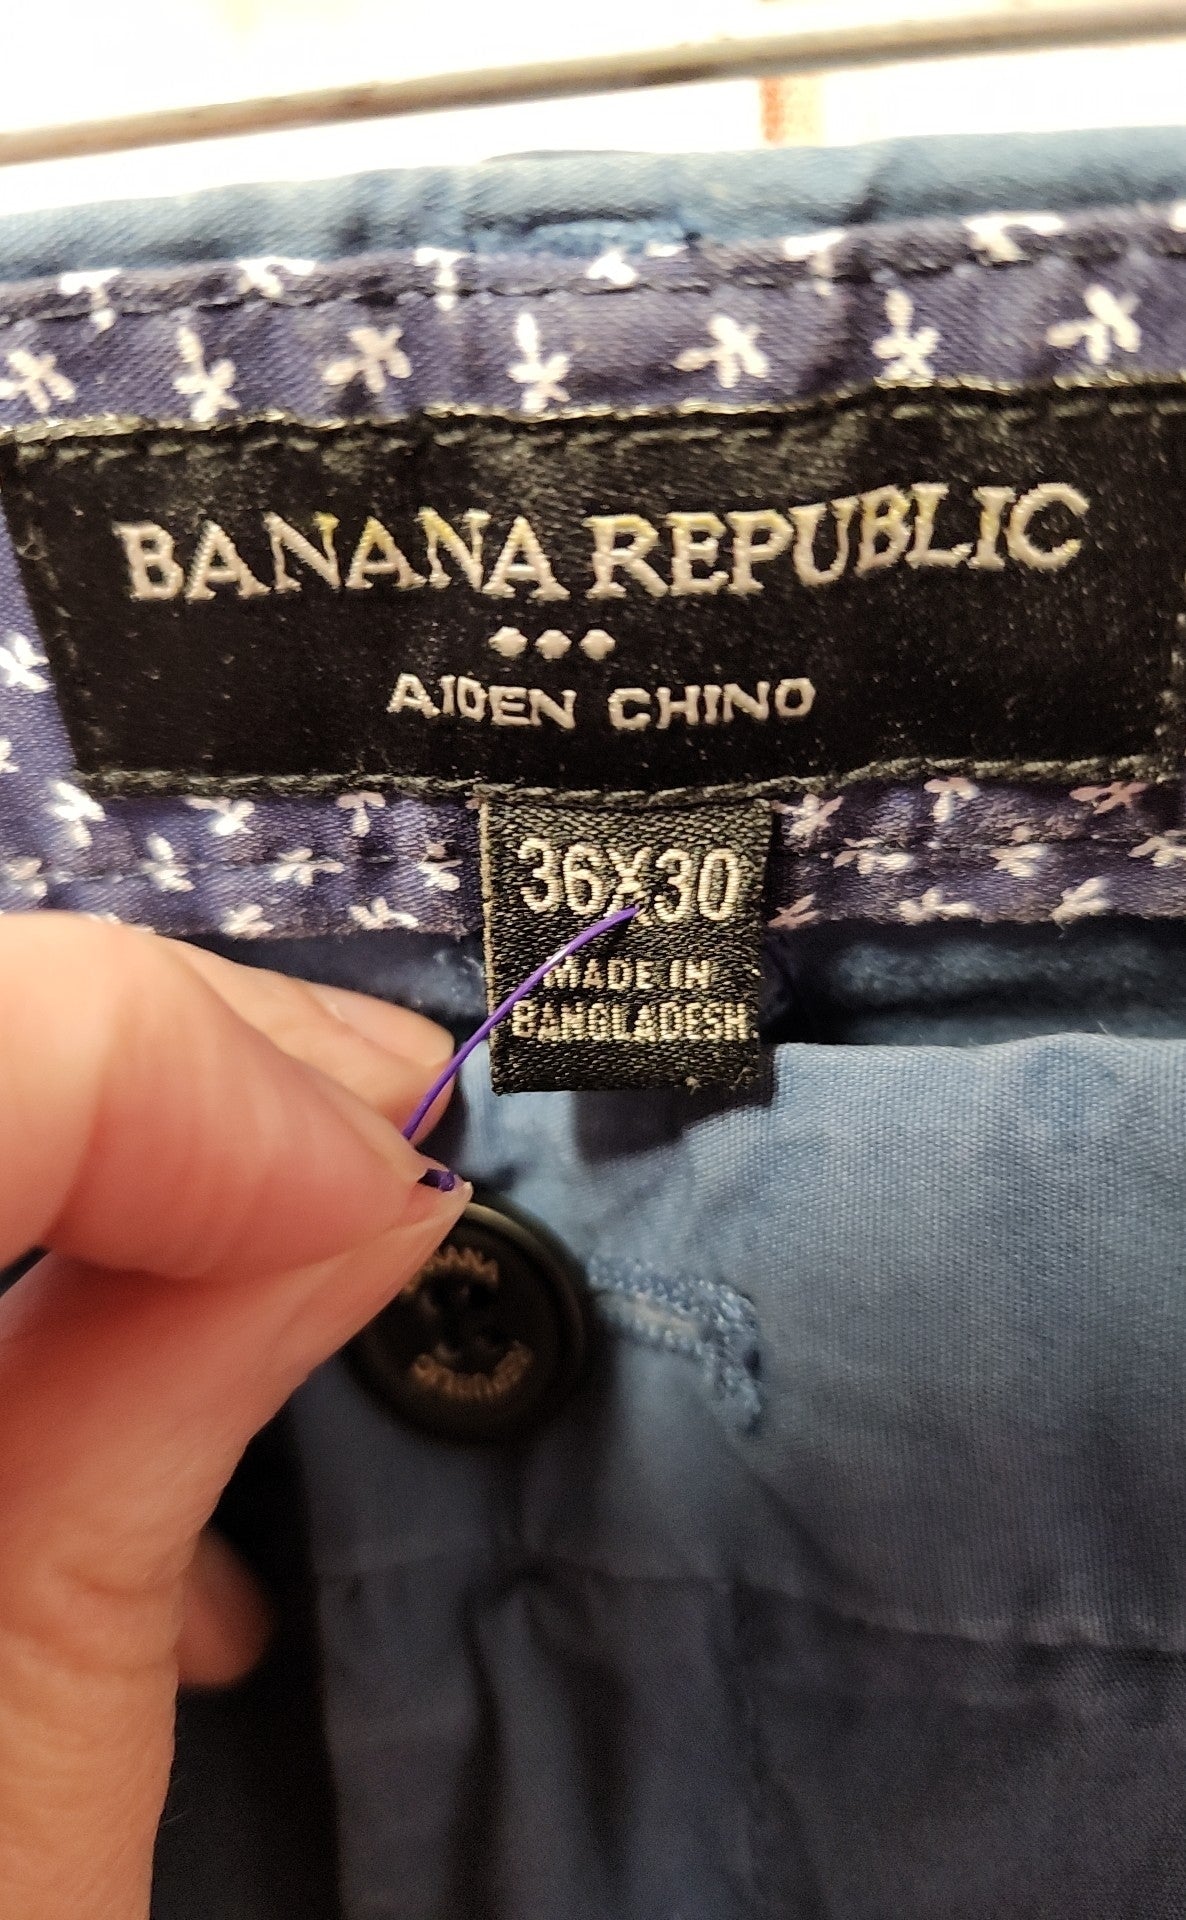 BANANA REPUBLIC
AIDEN CHINO
36X30
MADE IN
BANGLADESH